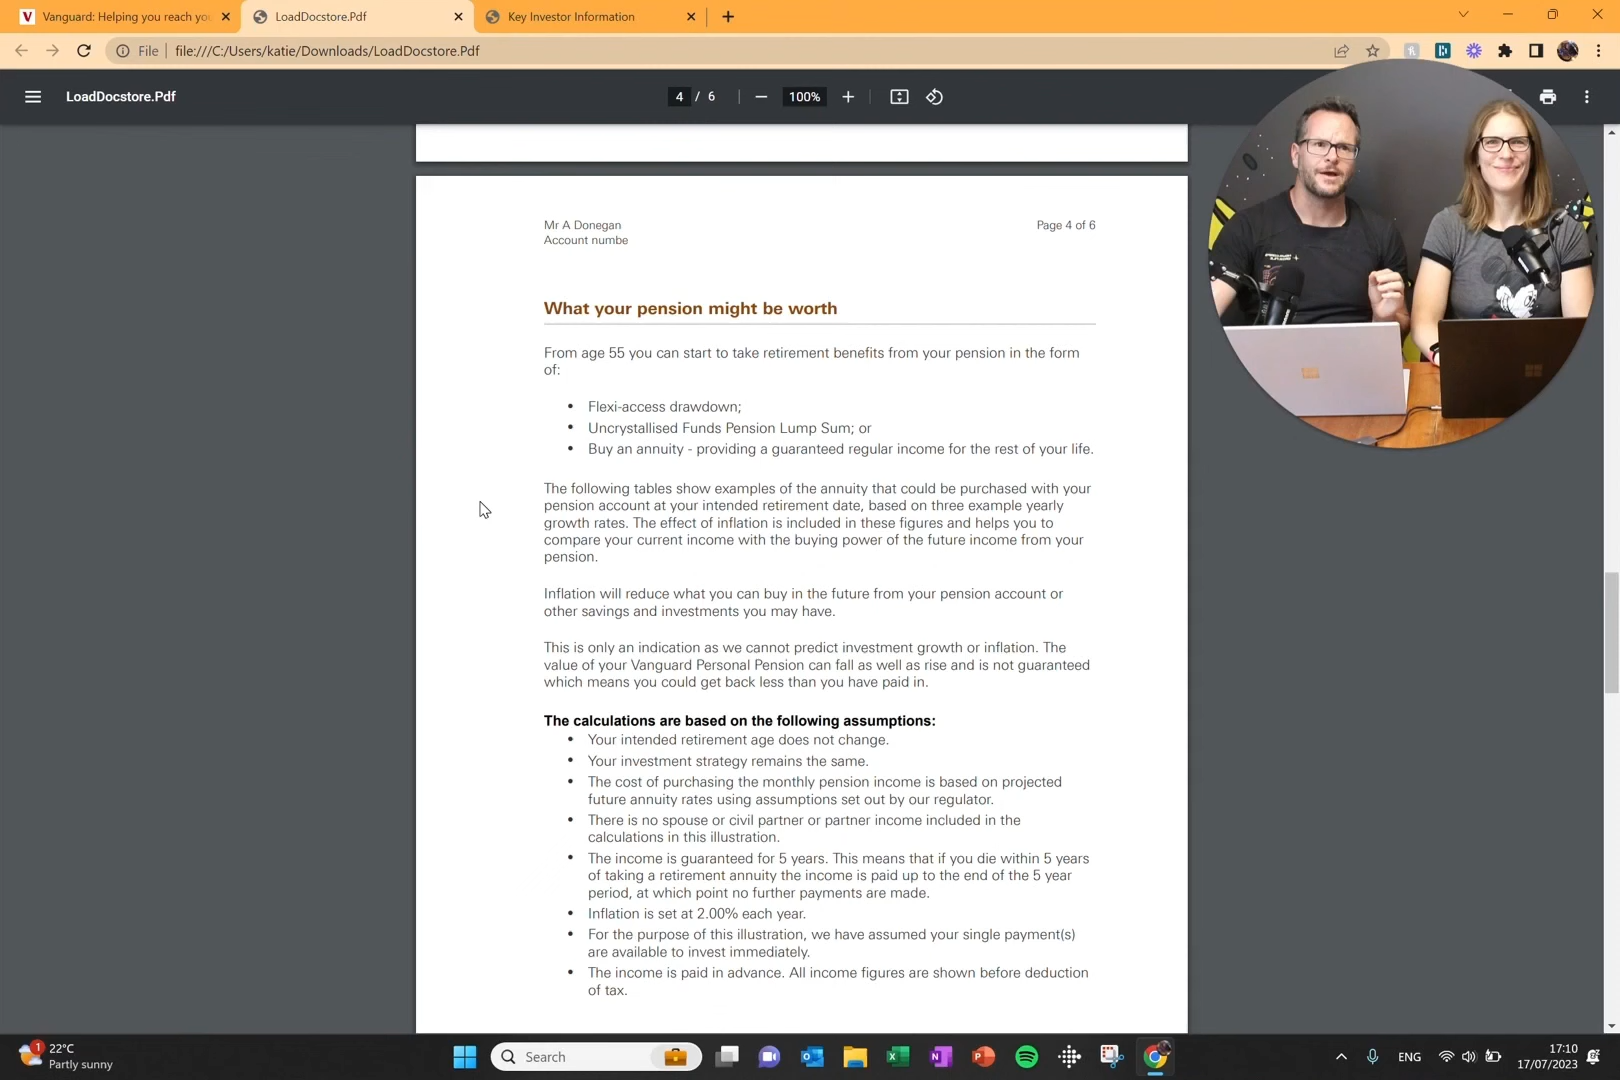 Vanguard: Helping you reach yo
LoadDocstore.Pdf
Key Investor Information
File
file:///C:/Users/katie/Downloads/LoadDocstore.Pdf
LoadDocstore.Pdf
4 / 6
100%
Mr A Donegan
Page 4 of 6
Account numbe
What your pension might be worth
From age 55 you can start to take retirement benefits from your pension in the form
of:
• Flexi-access drawdown;
• Uncrystallised Funds Pension Lump Sum; or
• Buy an annuity - providing a guaranteed regular income for the rest of your life.
The following tables show examples of the annuity that could be purchased with your
pension account at your intended retirement date, based on three example yearly
growth rates. The effect of inflation is included in these figures and helps you to
compare your current income with the buying power of the future income from your
pension.
Inflation will reduce what you can buy in the future from your pension account or
other savings and investments you may have.
This is only an indication as we cannot predict investment growth or inflation. The
value of your Vanguard Personal Pension can fall as well as rise and is not guaranteed
which means you could get back less than you have paid in.
The calculations are based on the following assumptions:
• Your intended retirement age does not change.
• Your investment strategy remains the same.
• The cost of purchasing the monthly pension income is based on projected
future annuity rates using assumptions set out by our regulator.
• There is no spouse or civil partner or partner income included in the
calculations in this illustration.
• The income is guaranteed for 5 years. This means that if you die within 5 years
of taking a retirement annuity the income is paid up to the end of the 5 year
period, at which point no further payments are made.
• Inflation is set at 2.00% each year.
• For the purpose of this illustration, we have assumed your single payment(s)
are available to invest immediately.
• The income is paid in advance. All income figures are shown before deduction
of tax.
1
22°C
Partly sunny
Search
ENG
17:10
17/07/2023